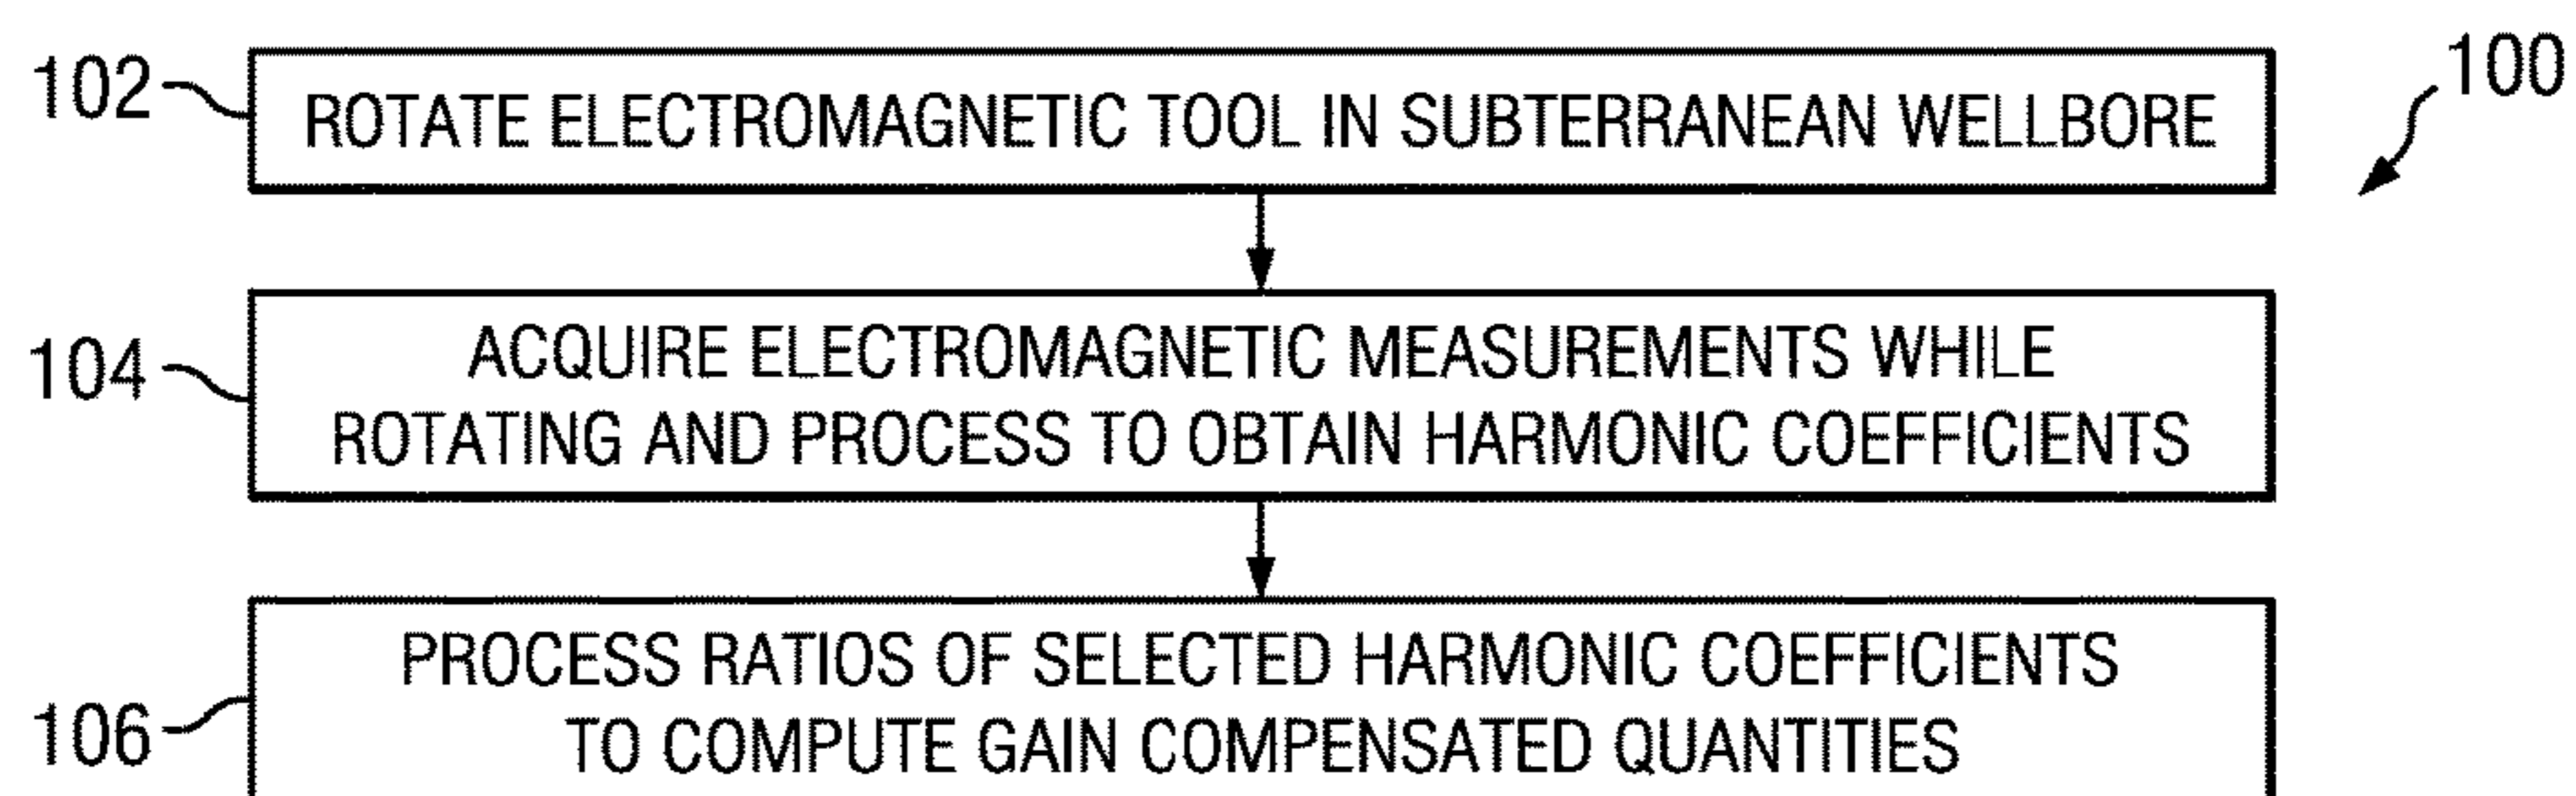 100
102
ROTATE ELECTROMAGNETIC TOOL IN SUBTERRANEAN WELLBORE
104
ACQUIRE ELECTROMAGNETIC MEASUREMENTS WHILE
ROTATING AND PROCESS TO OBTAIN HARMONIC COEFFICIENTS
106
PROCESS RATIOS OF SELECTED HARMONIC COEFFICIENTS
TO COMPUTE GAIN COMPENSATED QUANTITIES